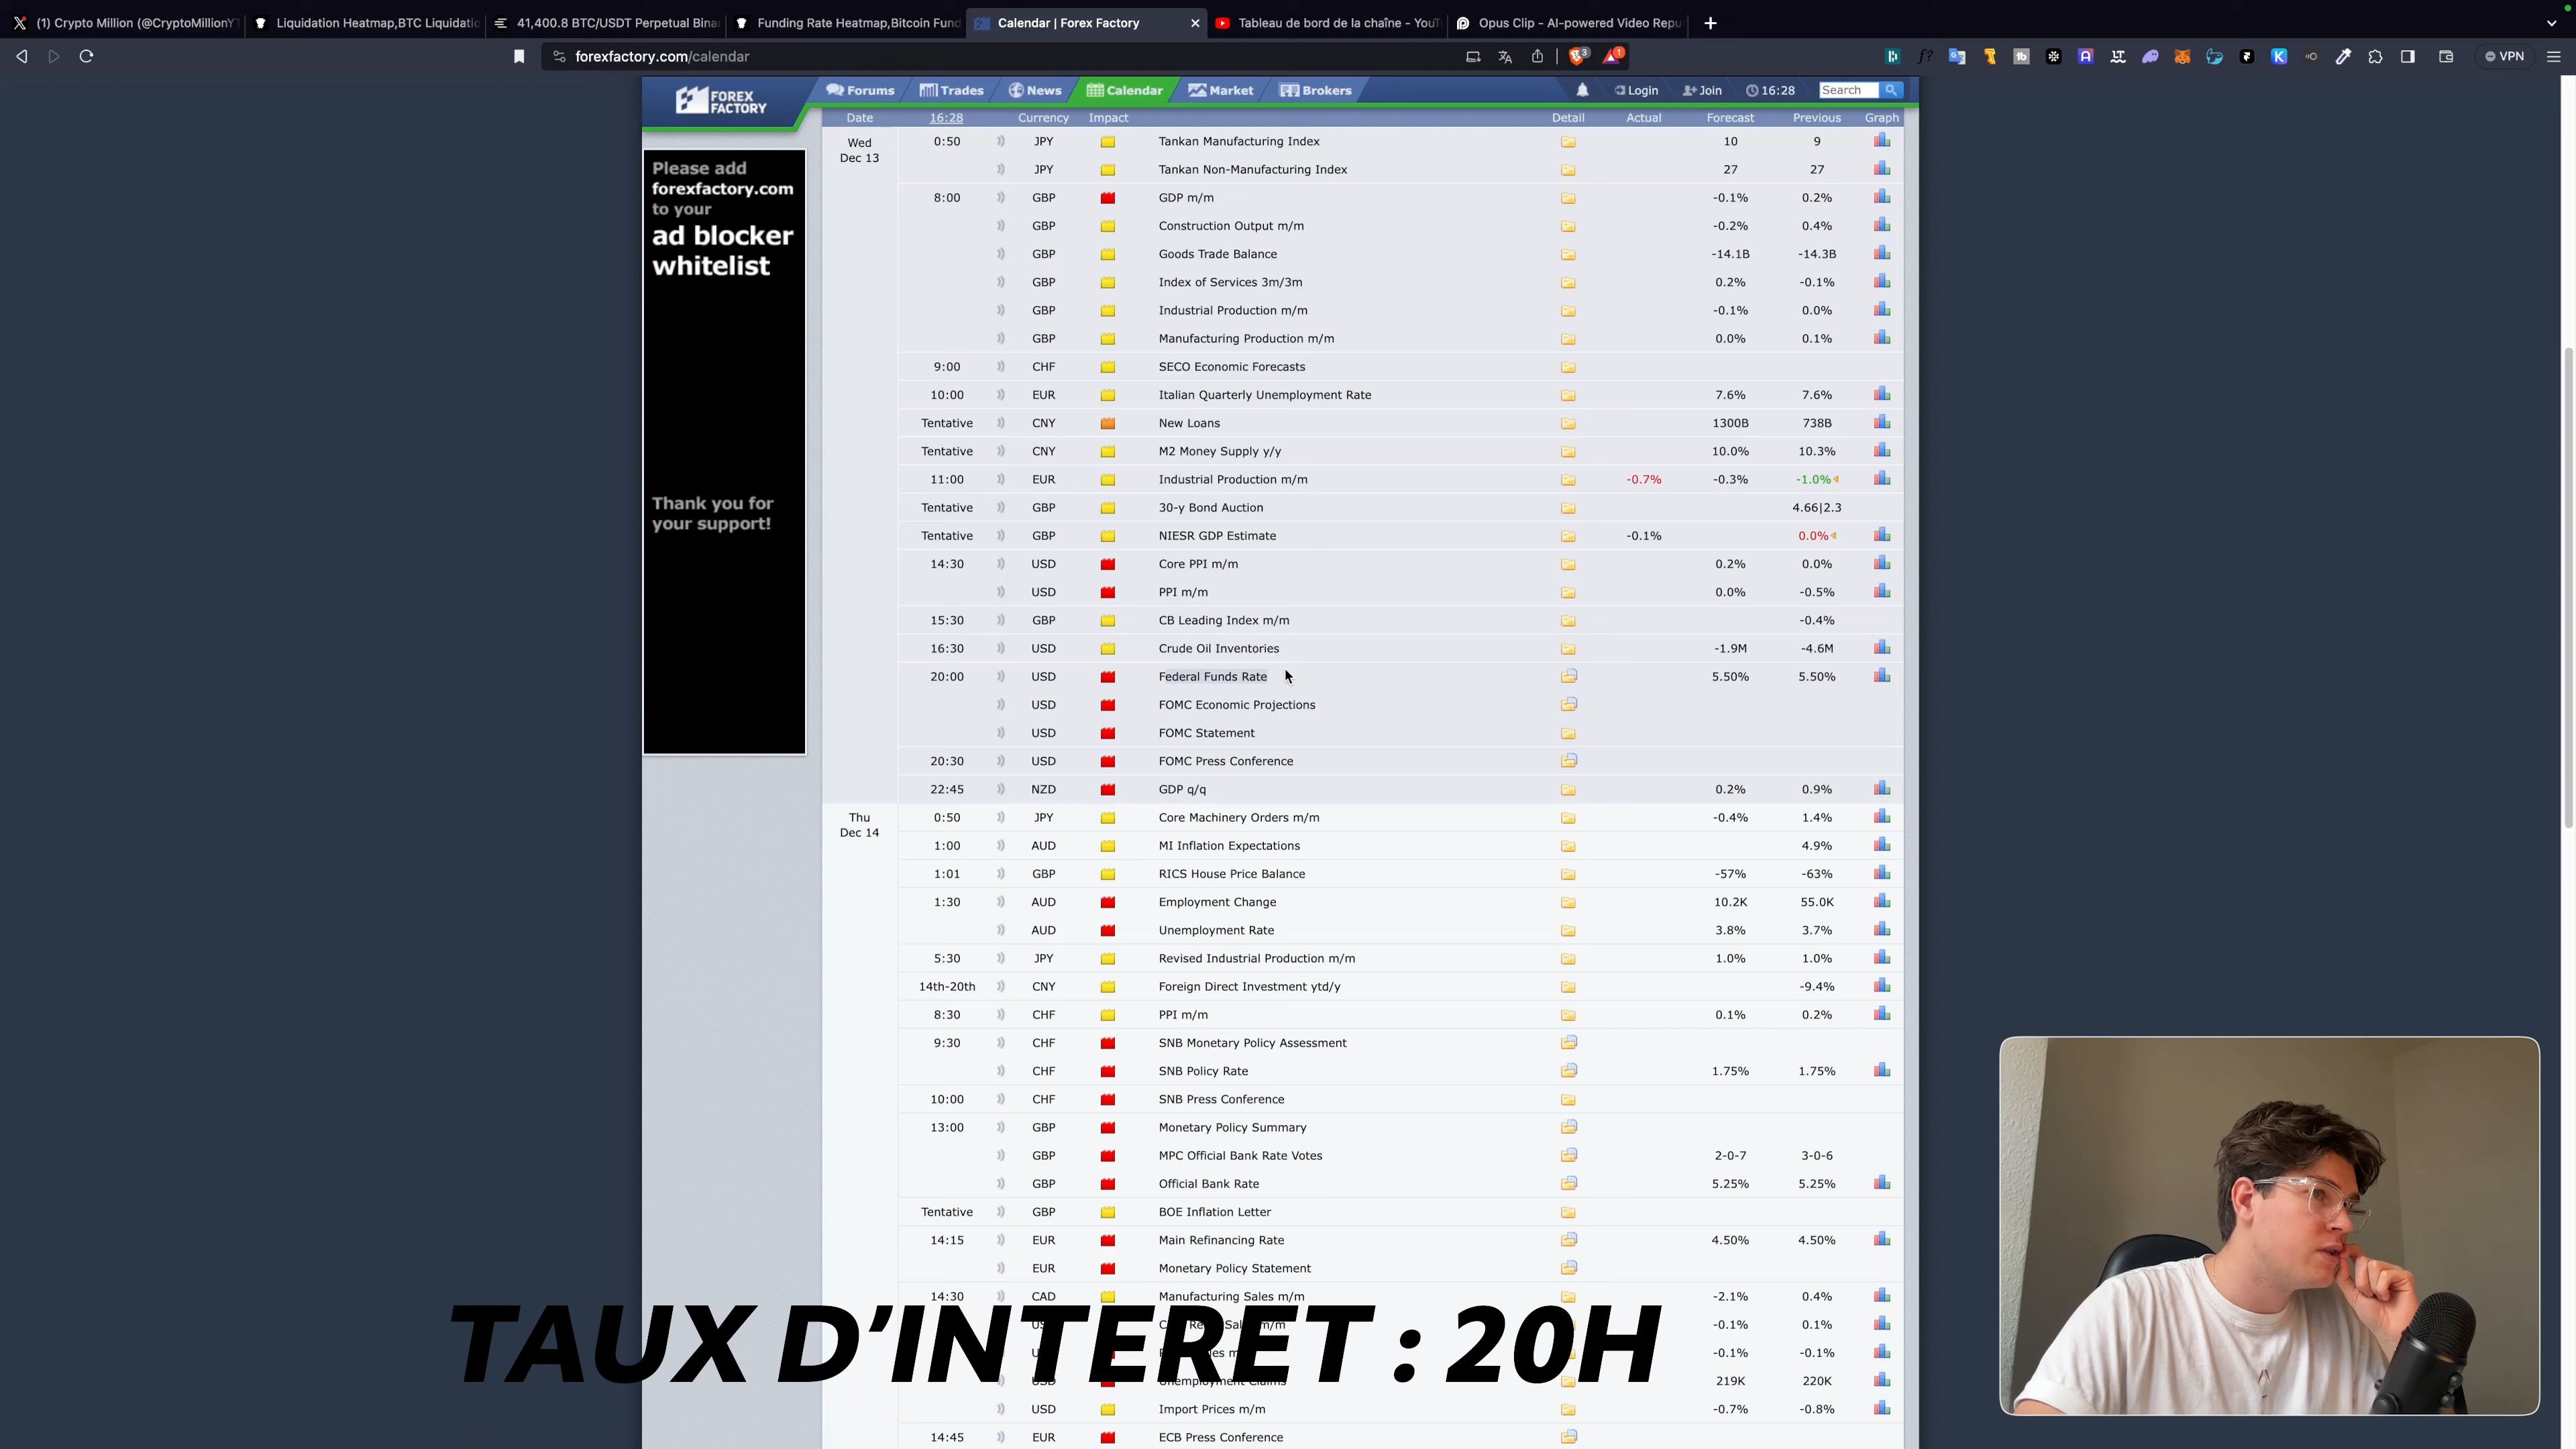 (1) Crypto Million (@CryptoMillionY
Liquidation Heatmap,BTC Liquidatio
41,400.8 BTC/USDT Perpetual Bina
Funding Rate Heatmap,Bitcoin Fund
Calendar | Forex Factory
Tableau de bord de la chaîne - YouT
Opus Clip - AI-powered Video Repu
forexfactory.com/calendar
3
1
VPN
FOREX FACTORY
Forums Trades News Calendar Market Brokers Login Join 16:28 Search
Date 16:28 Currency Impact Detail Actual Forecast Previous Graph
Please add
forexfactory.com
to your
ad blocker
whitelist
Thank you for
your support!
Wed Dec 13
0:50 JPY Tankan Manufacturing Index 10 9
JPY Tankan Non-Manufacturing Index 27 27
8:00 GBP GDP m/m -0.1% 0.2%
GBP Construction Output m/m -0.2% 0.4%
GBP Goods Trade Balance -14.1B -14.3B
GBP Index of Services 3m/3m 0.2% -0.1%
GBP Industrial Production m/m -0.1% 0.0%
GBP Manufacturing Production m/m 0.0% 0.1%
9:00 CHF SECO Economic Forecasts
10:00 EUR Italian Quarterly Unemployment Rate 7.6% 7.6%
Tentative CNY New Loans 1300B 738B
Tentative CNY M2 Money Supply y/y 10.0% 10.3%
11:00 EUR Industrial Production m/m -0.7% -0.3% -1.0%
Tentative GBP 30-y Bond Auction 4.66|2.3
Tentative GBP NIESR GDP Estimate -0.1% 0.0%
14:30 USD Core PPI m/m 0.2% 0.0%
USD PPI m/m 0.0% -0.5%
15:30 GBP CB Leading Index m/m -0.4%
16:30 USD Crude Oil Inventories -1.9M -4.6M
20:00 USD Federal Funds Rate 5.50% 5.50%
USD FOMC Economic Projections
USD FOMC Statement
20:30 USD FOMC Press Conference
22:45 NZD GDP q/q 0.2% 0.9%
Thu Dec 14
0:50 JPY Core Machinery Orders m/m -0.4% 1.4%
1:00 AUD MI Inflation Expectations 4.9%
1:01 GBP RICS House Price Balance -57% -63%
1:30 AUD Employment Change 10.2K 55.0K
AUD Unemployment Rate 3.8% 3.7%
5:30 JPY Revised Industrial Production m/m 1.0% 1.0%
14th-20th CNY Foreign Direct Investment ytd/y -9.4%
8:30 CHF PPI m/m 0.1% 0.2%
9:30 CHF SNB Monetary Policy Assessment
CHF SNB Policy Rate 1.75% 1.75%
10:00 CHF SNB Press Conference
13:00 GBP Monetary Policy Summary
GBP MPC Official Bank Rate Votes 2-0-7 3-0-6
GBP Official Bank Rate 5.25% 5.25%
Tentative GBP BOE Inflation Letter
14:15 EUR Main Refinancing Rate 4.50% 4.50%
EUR Monetary Policy Statement
14:30 CAD Manufacturing Sales m/m -2.1% 0.4%
-0.1% 0.1%
-0.1% -0.1%
USD Unemployment Claims 219K 220K
USD Import Prices m/m -0.7% -0.8%
14:45 EUR ECB Press Conference
TAUX D'INTERET : 20H